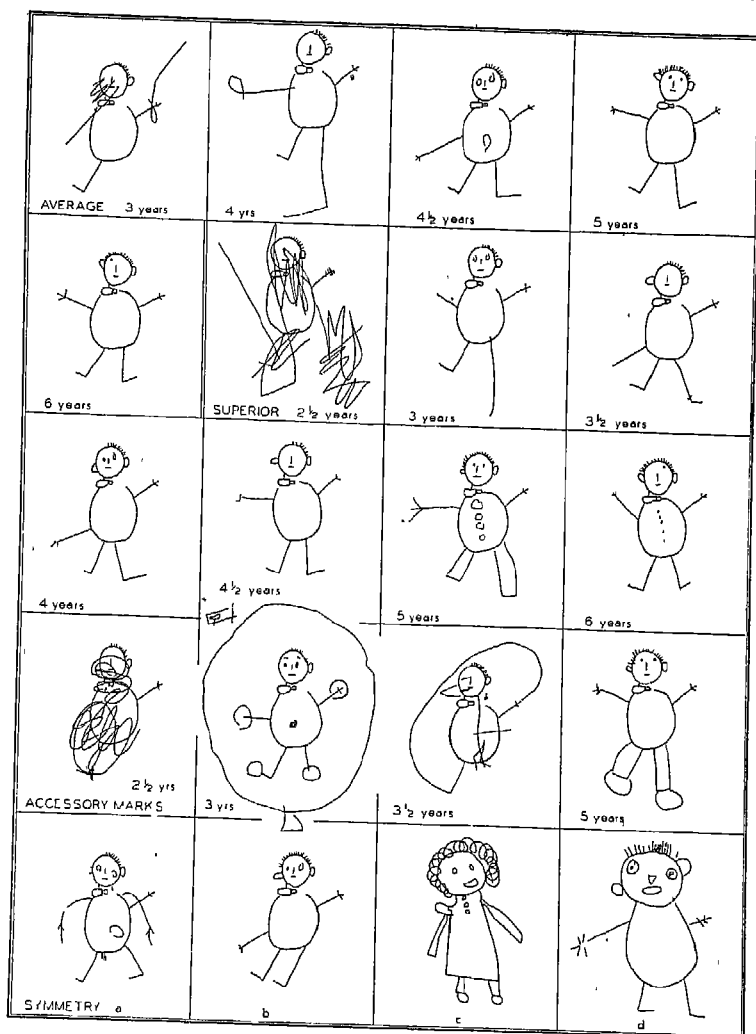 AVERAGE 3 years
4 yrs
4½ years
5 years
6 years
SUPERIOR 2½ years
3 years
3½ years
4 years
4½ years
5 years
6 years
ACCESSORY MARKS 2½ yrs
3 yrs
3½ years
5 years
SYMMETRY a
b
c
d